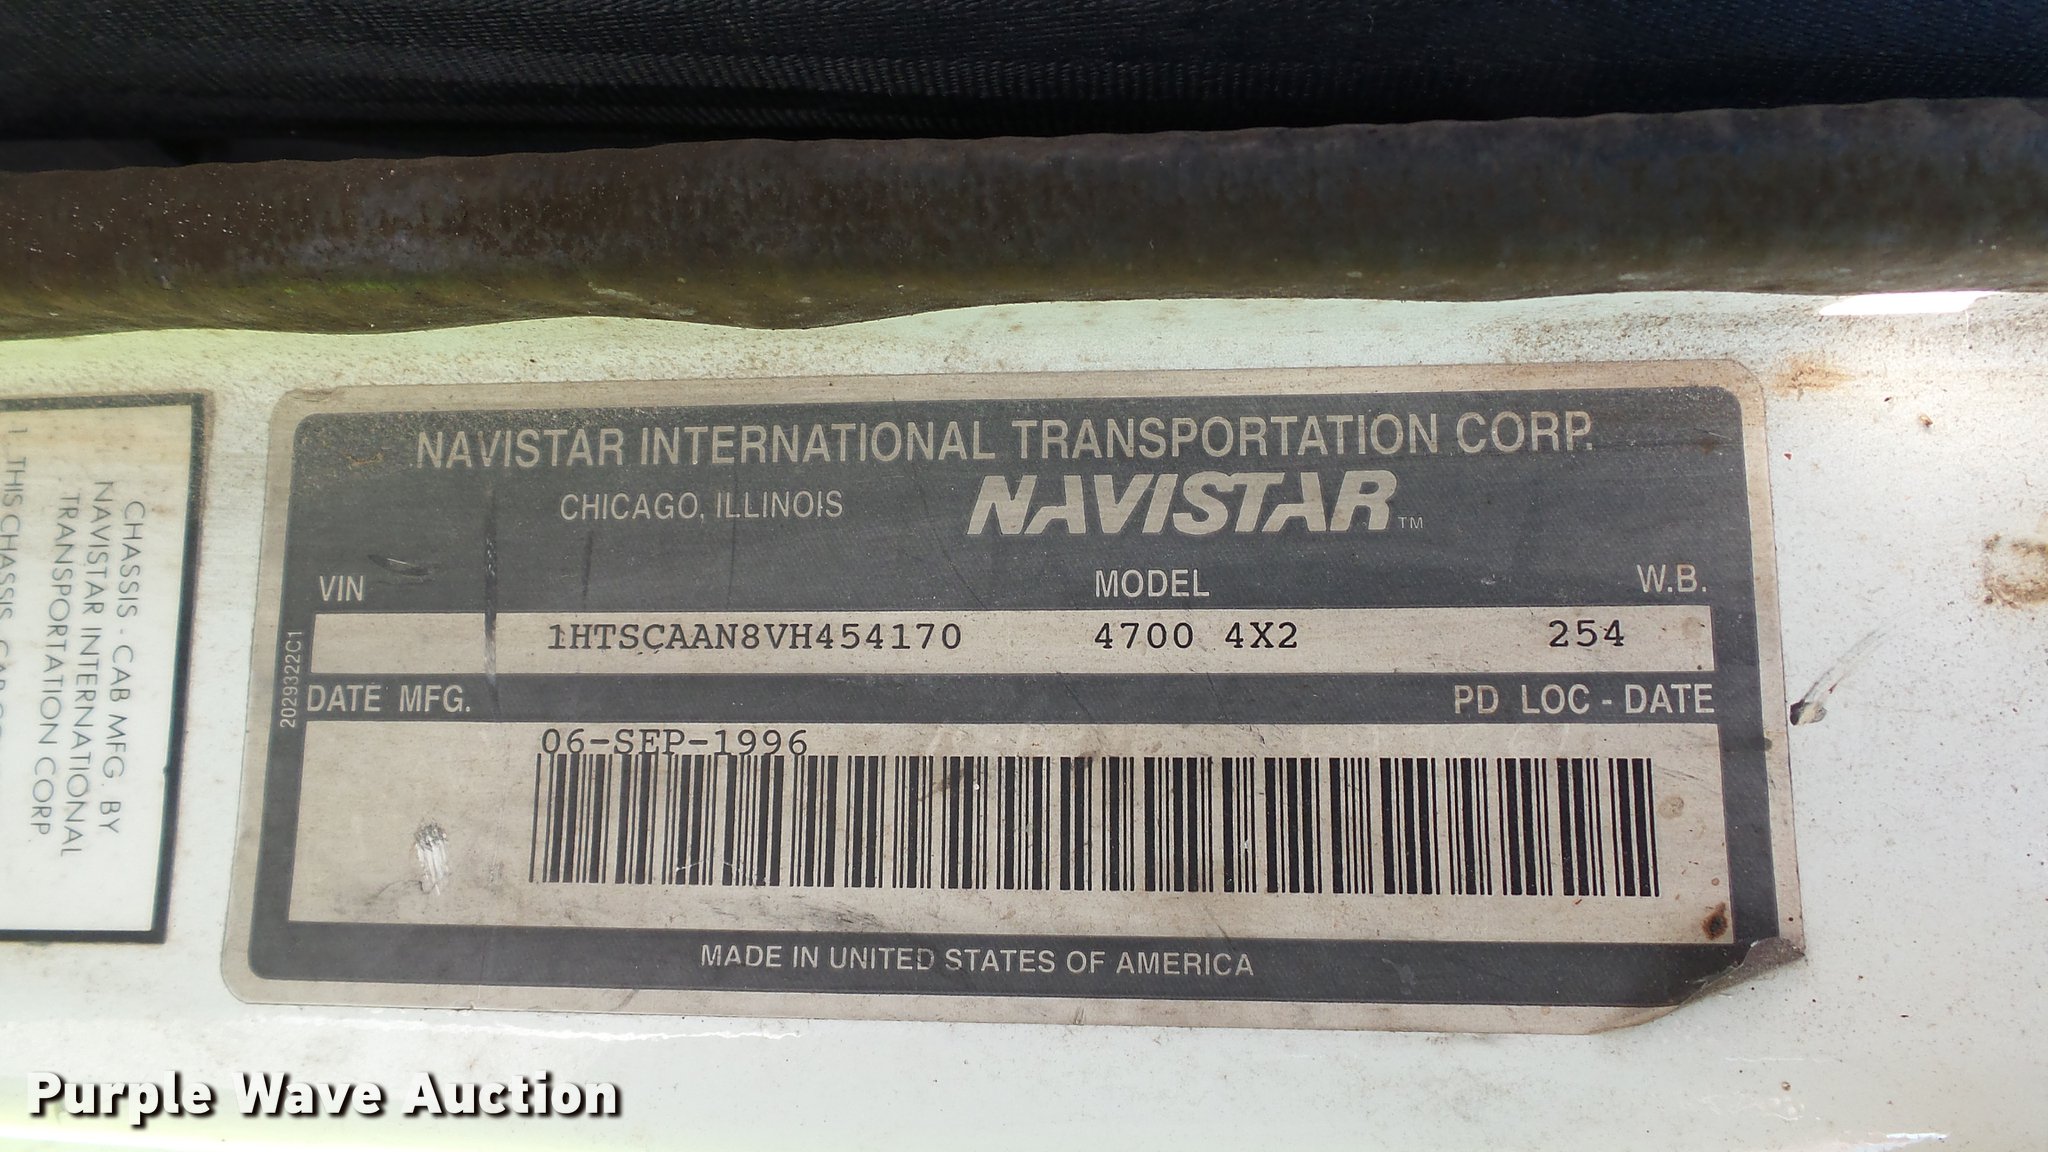 NAVISTAR INTERNATIONAL TRANSPORTATION CORP.
CHICAGO, ILLINOIS
NAVISTAR™
VIN MODEL W.B.
1HTSCAAN8VH454170 4700 4X2 254
DATE MFG. PD LOC - DATE
06-SEP-1996
MADE IN UNITED STATES OF AMERICA
2029322C1
CHASSIS - CAB MFG. BY
NAVISTAR INTERNATIONAL
TRANSPORTATION CORP.
1. THIS CHASSIS
Purple Wave Auction